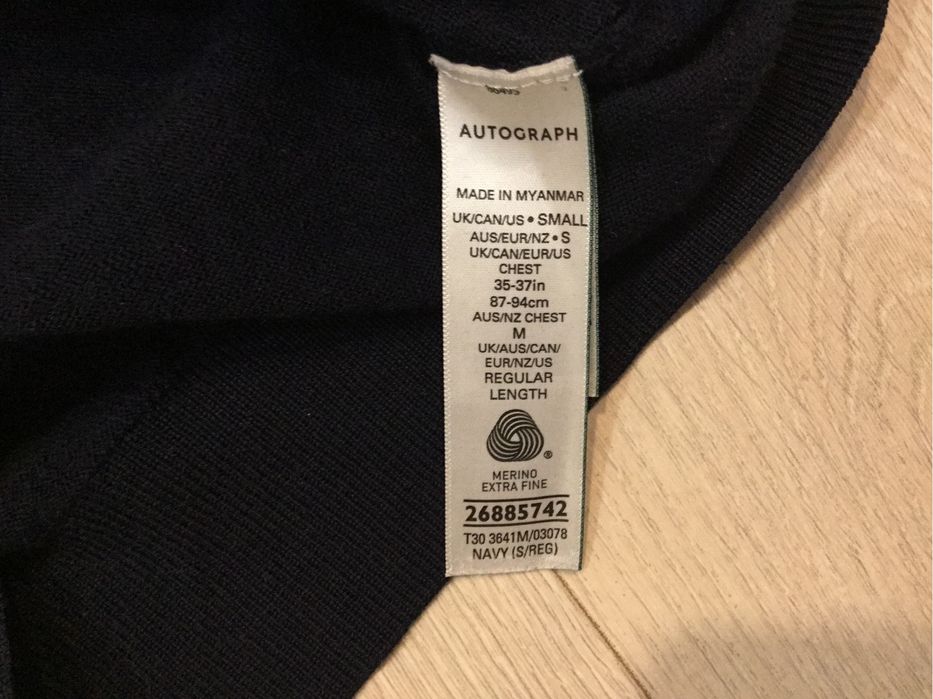 AUTOGRAPH
MADE IN MYANMAR
UK/CAN/US • SMALL
AUS/EUR/NZ • S
UK/CAN/EUR/US
CHEST
35-37in
87-94cm
AUS/NZ CHEST
M
UK/AUS/CAN/
EUR/NZ/US
REGULAR
LENGTH
®
MERINO
EXTRA FINE
26885742
T30 3641M/03078
NAVY (S/REG)